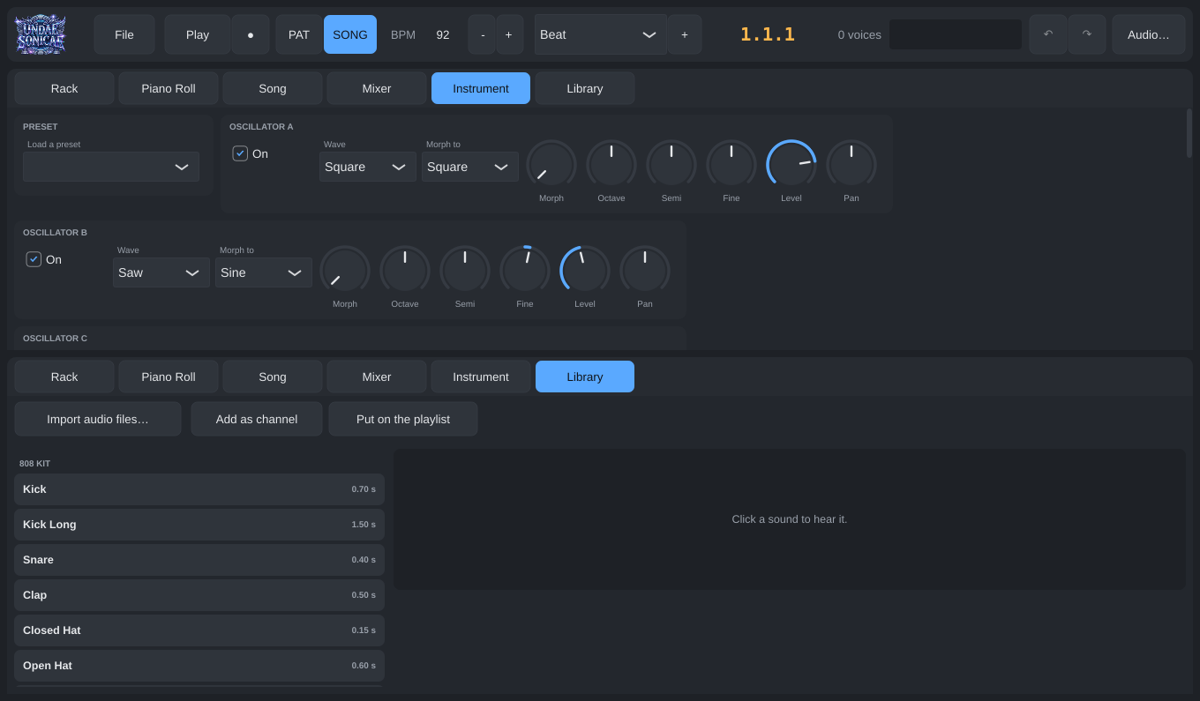 UNDAE SONICAE
File Play ● PAT SONG BPM 92 - + Beat + 1.1.1 0 voices Audio…
Rack Piano Roll Song Mixer Instrument Library
PRESET
Load a preset
OSCILLATOR A
On
Wave Morph to
Square Square
Morph Octave Semi Fine Level Pan
OSCILLATOR B
On
Wave Morph to
Saw Sine
Morph Octave Semi Fine Level Pan
OSCILLATOR C
Rack Piano Roll Song Mixer Instrument Library
Import audio files… Add as channel Put on the playlist
808 KIT
Kick 0.70 s
Kick Long 1.50 s
Snare 0.40 s
Clap 0.50 s
Closed Hat 0.15 s
Open Hat 0.60 s
Click a sound to hear it.